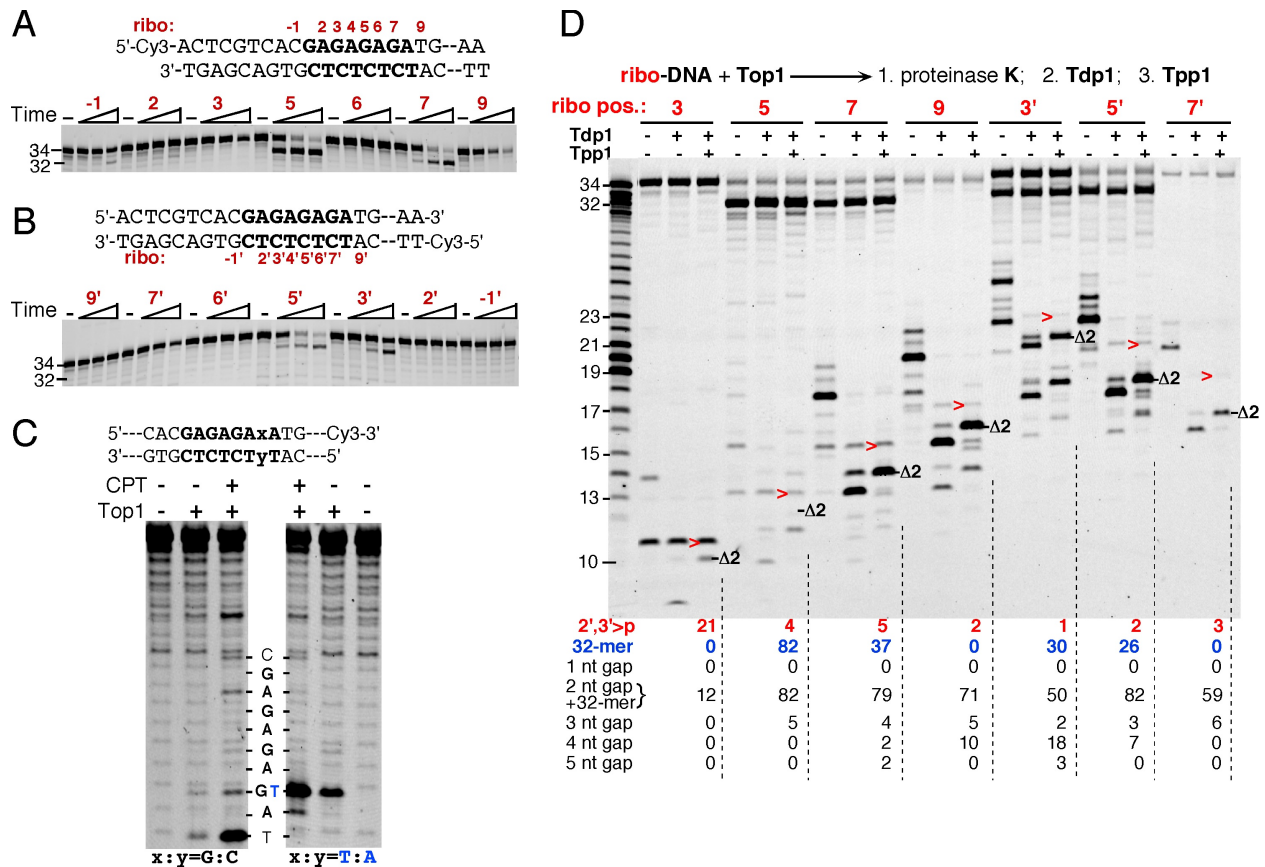 A
ribo: -1 2 3 4 5 6 7 9
5'-Cy3-ACTCGTCACGAGAGAGATG--AA
3'-TGAGCAGTGCTCTCTCTAC--TT
Time – -1 – 2 – 3 – 5 – 6 – 7 – 9
34
32
B
5'-ACTCGTCACGAGAGAGATG--AA-3'
3'-TGAGCAGTGCTCTCTCTAC--TT-Cy3-5'
ribo: -1' 2'3'4'5'6'7' 9'
Time – 9' – 7' – 6' – 5' – 3' – 2' – -1'
34
32
C
5'---CACGAGAGAxATG---Cy3-3'
3'---GTGCTCTCTyTAC---5'
CPT - - + + - -
Top1 - + + + + -
C
G
A
G
A
G
A
G T
A
T
x:y=G:C x:y=T:A
D
ribo-DNA + Top1 1. proteinase K; 2. Tdp1; 3. Tpp1
ribo pos.: 3 5 7 9 3' 5' 7'
Tdp1 - + + - + + - + + - + + - + + - + + - + +
Tpp1 - - + - - + - - + - - + - - + - - + - - +
34
32
23 >
Δ2
21 >
19 > Δ2
17 > Δ2
Δ2
15 >
Δ2
13 >
-Δ2
>
10 Δ2
2',3'>p 21 4 5 2 1 2 3
32-mer 0 82 37 0 30 26 0
1 nt gap 0 0 0 0 0 0 0
2 nt gap
+32-mer} 12 82 79 71 50 82 59
3 nt gap 0 5 4 5 2 3 6
4 nt gap 0 0 2 10 18 7 0
5 nt gap 0 0 2 0 3 0 0